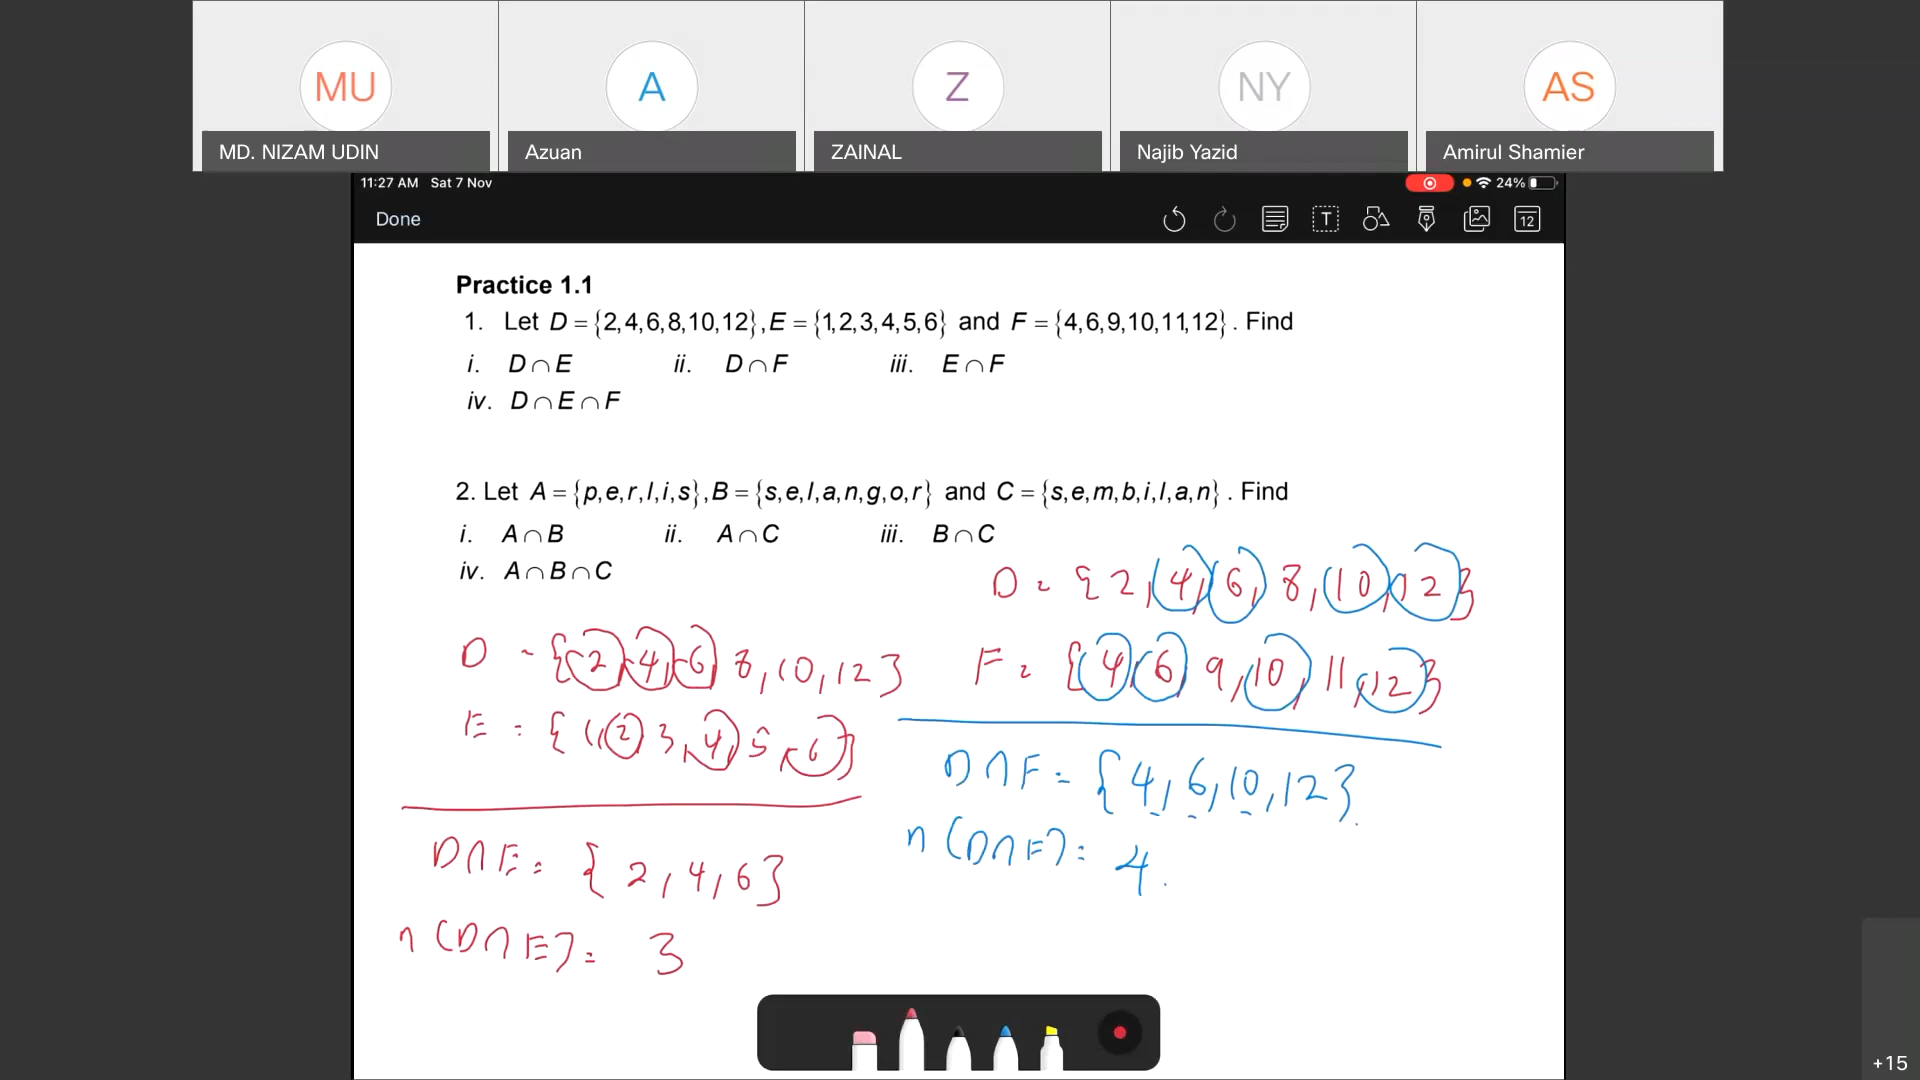 MU A Z NY AS
MD. NIZAM UDIN Azuan ZAINAL Najib Yazid Amirul Shamier
11:27 AM Sat 7 Nov 24%
Done T 12
Practice 1.1
1. Let D = {2,4,6,8,10,12}, E = {1,2,3,4,5,6} and F = {4,6,9,10,11,12}. Find
i. D∩E ii. D∩F iii. E∩F
iv. D∩E∩F
2. Let A = {p,e,r,l,i,s}, B = {s,e,l,a,n,g,o,r} and C = {s,e,m,b,i,l,a,n}. Find
i. A∩B ii. A∩C iii. B∩C
iv. A∩B∩C
D = {2,4,6,8,10,12}
E = {1,2,3,4,5,6}
D∩E = {2,4,6}
n(D∩E) = 3
D = {2,4,6,8,10,12}
F = {4,6,9,10,11,12}
D∩F = {4,6,10,12}
n(D∩F) = 4
+15